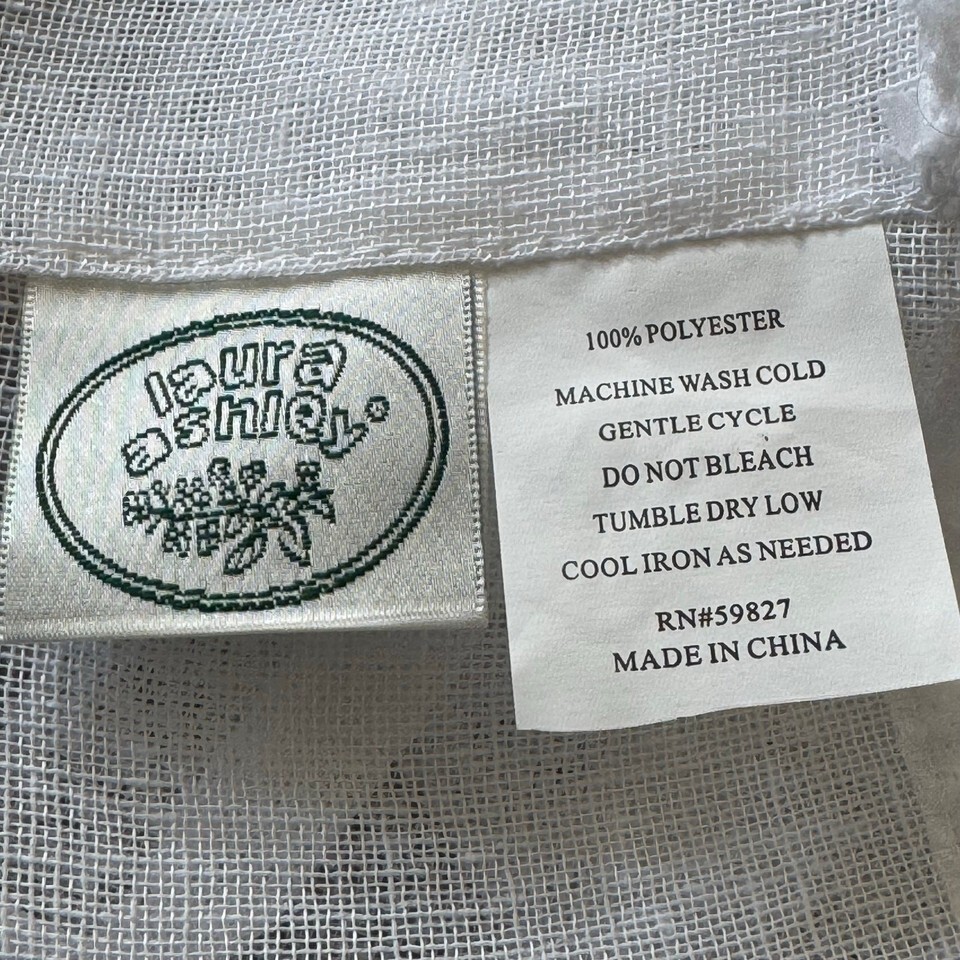 laura
ashley®
100% POLYESTER
MACHINE WASH COLD
GENTLE CYCLE
DO NOT BLEACH
TUMBLE DRY LOW
COOL IRON AS NEEDED
RN#59827
MADE IN CHINA